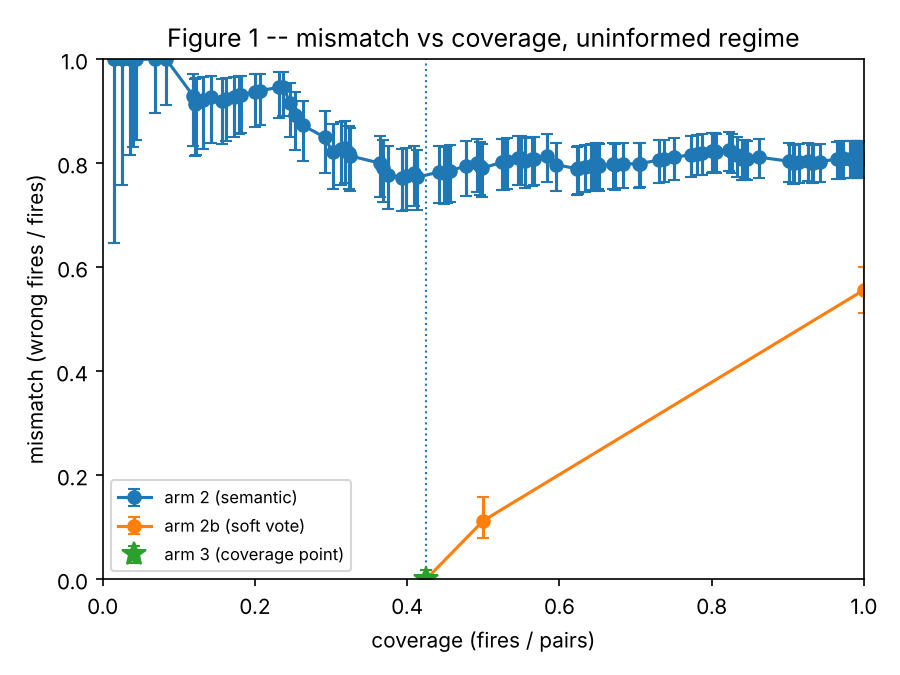 Figure 1 -- mismatch vs coverage, uninformed regime
mismatch (wrong fires / fires)
1.0
0.8
0.6
0.4
0.2
0.0
arm 2 (semantic)
arm 2b (soft vote)
arm 3 (coverage point)
0.0 0.2 0.4 0.6 0.8 1.0
coverage (fires / pairs)